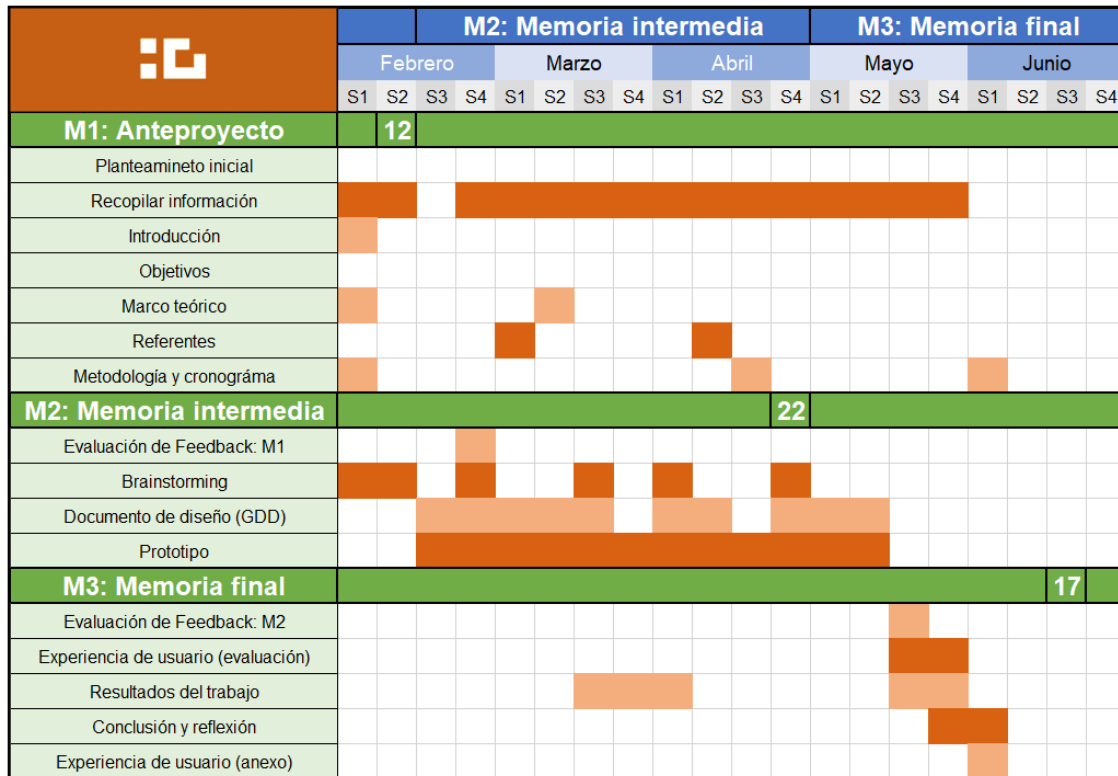 M2: Memoria intermedia M3: Memoria final
Febrero Marzo Abril Mayo Junio
S1 S2 S3 S4 S1 S2 S3 S4 S1 S2 S3 S4 S1 S2 S3 S4 S1 S2 S3 S4
M1: Anteproyecto 12
Planteamineto inicial
Recopilar información
Introducción
Objetivos
Marco teórico
Referentes
Metodología y cronográma
M2: Memoria intermedia 22
Evaluación de Feedback: M1
Brainstorming
Documento de diseño (GDD)
Prototipo
M3: Memoria final 17
Evaluación de Feedback: M2
Experiencia de usuario (evaluación)
Resultados del trabajo
Conclusión y reflexión
Experiencia de usuario (anexo)